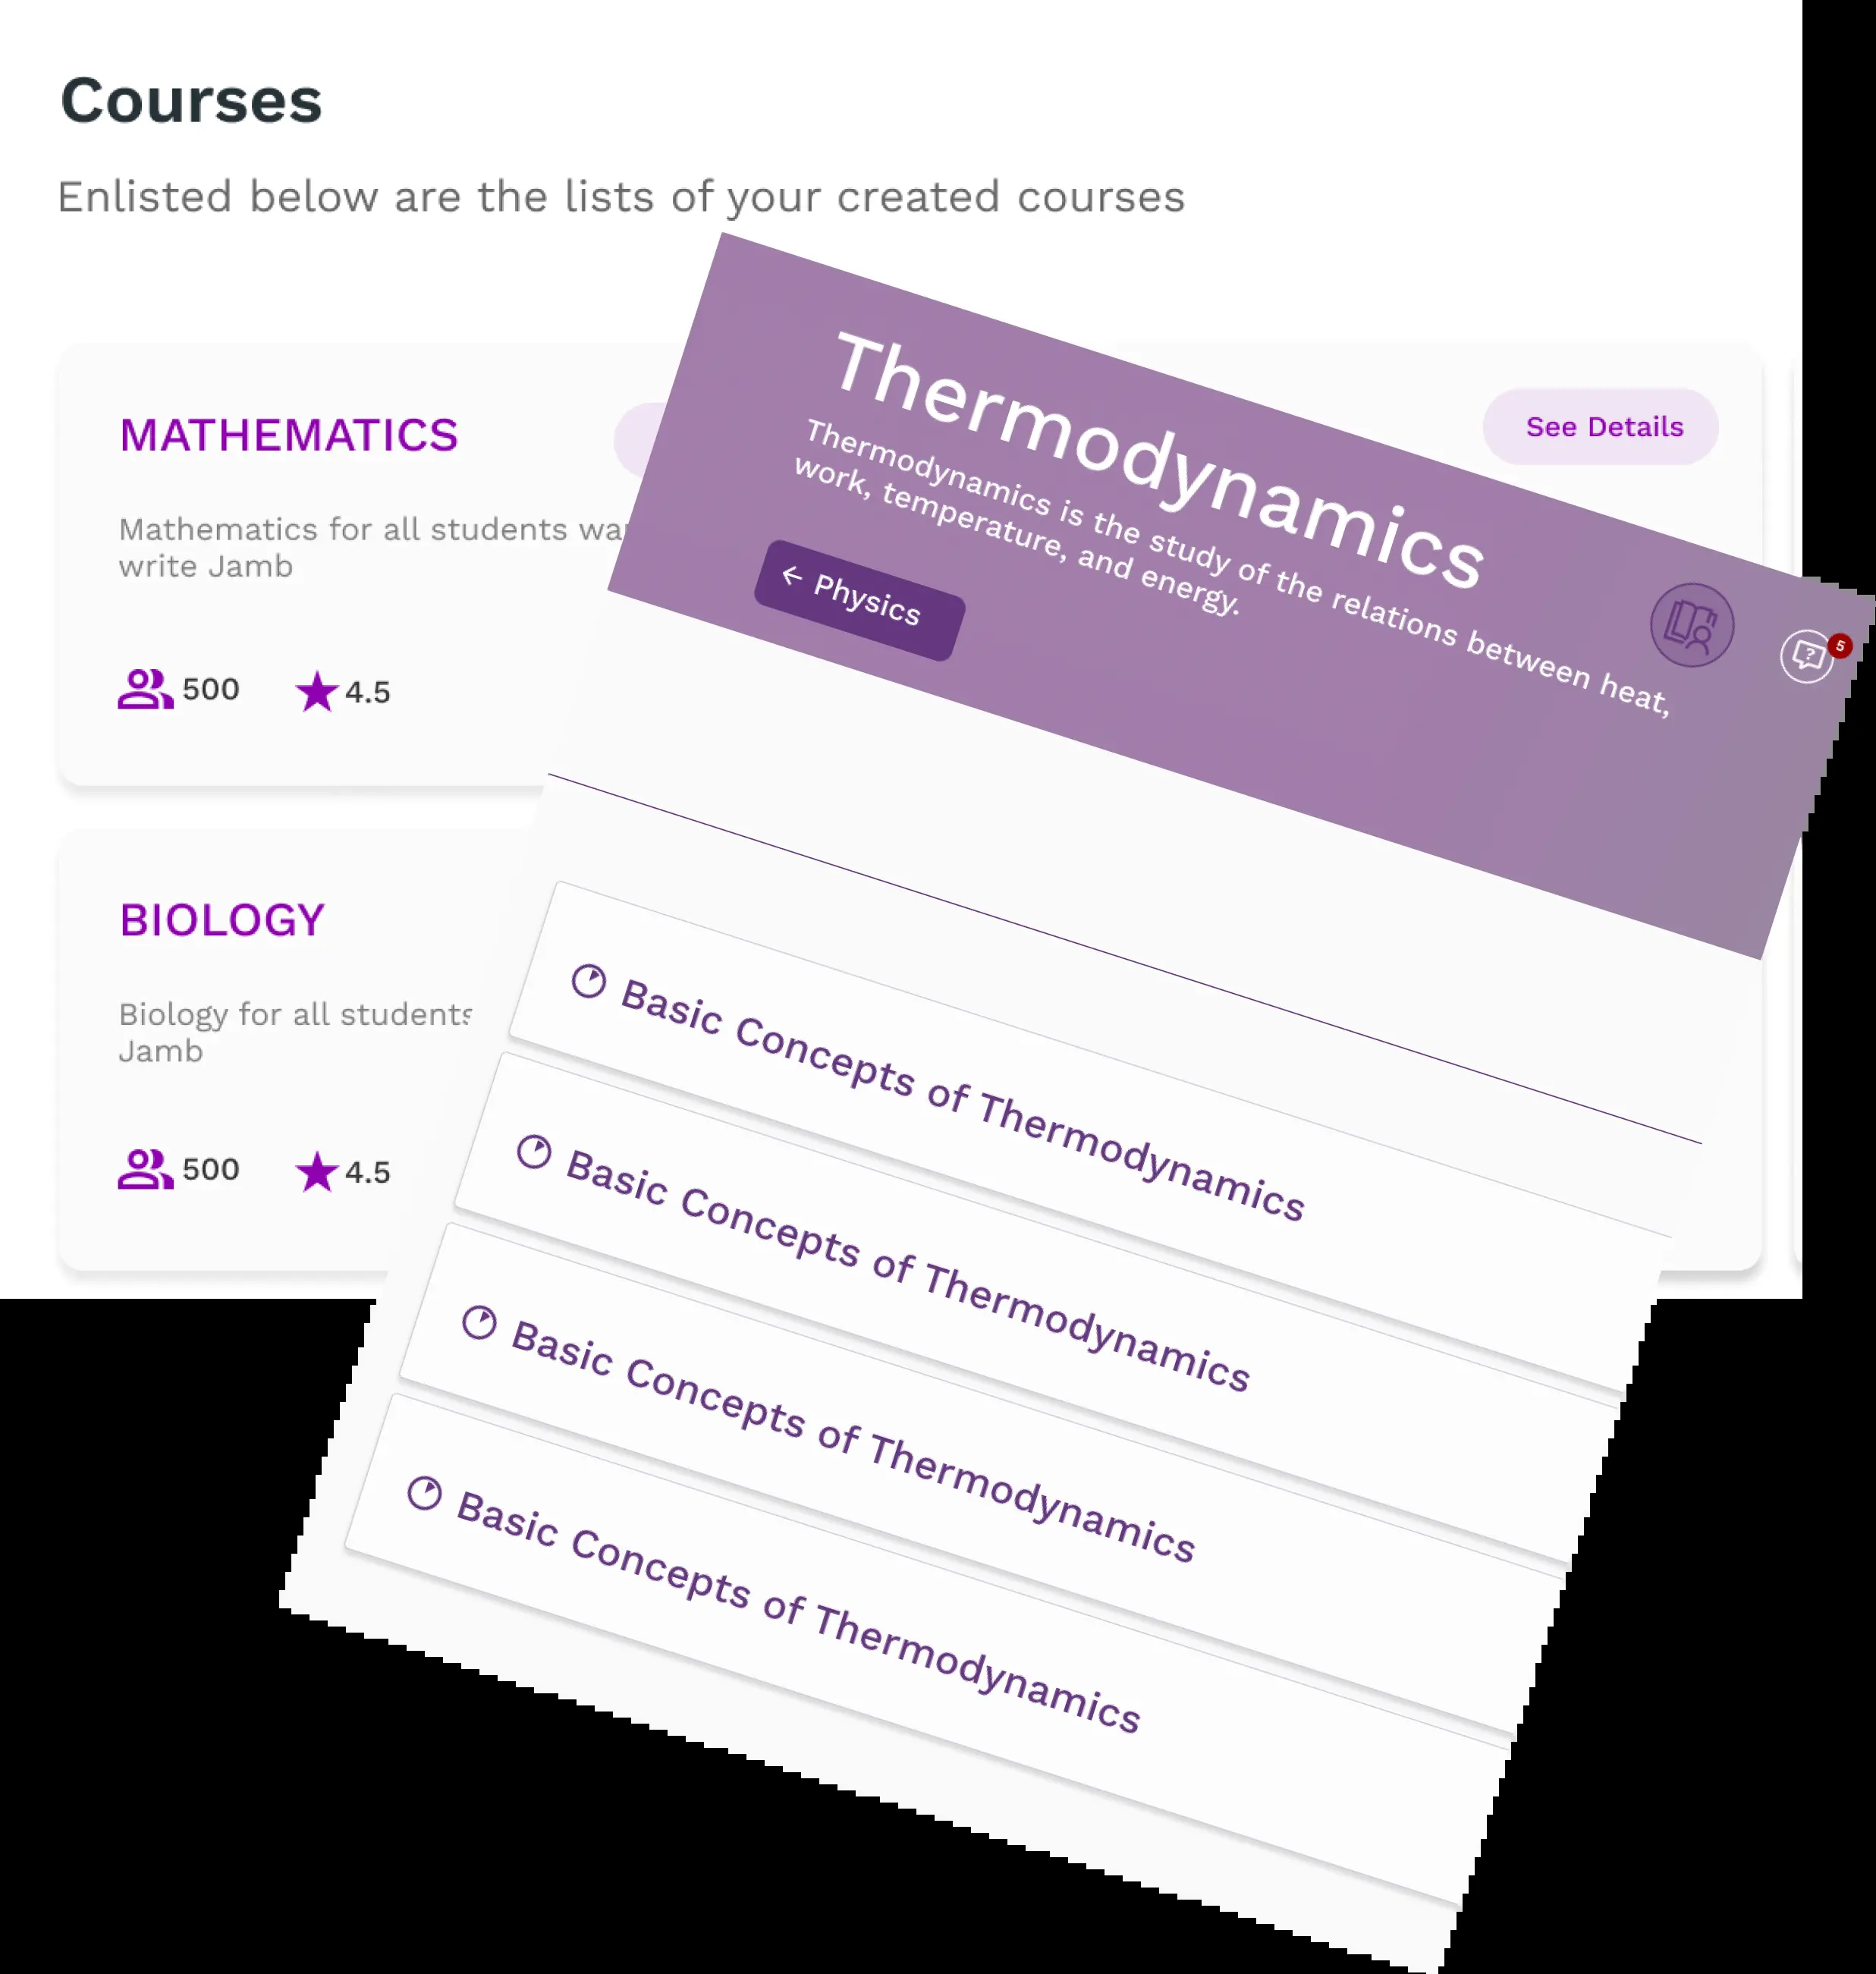 Courses
Enlisted below are the lists of your created courses
MATHEMATICS
Mathematics for all students
write Jamb
500
4.5
See Details
BIOLOGY
Biology for all students
Jamb
500
4.5
Thermodynamics
Thermodynamics is the study of the relations between heat,
work, temperature, and energy.
← Physics
?
5
Basic Concepts of Thermodynamics
Basic Concepts of Thermodynamics
Basic Concepts of Thermodynamics
Basic Concepts of Thermodynamics